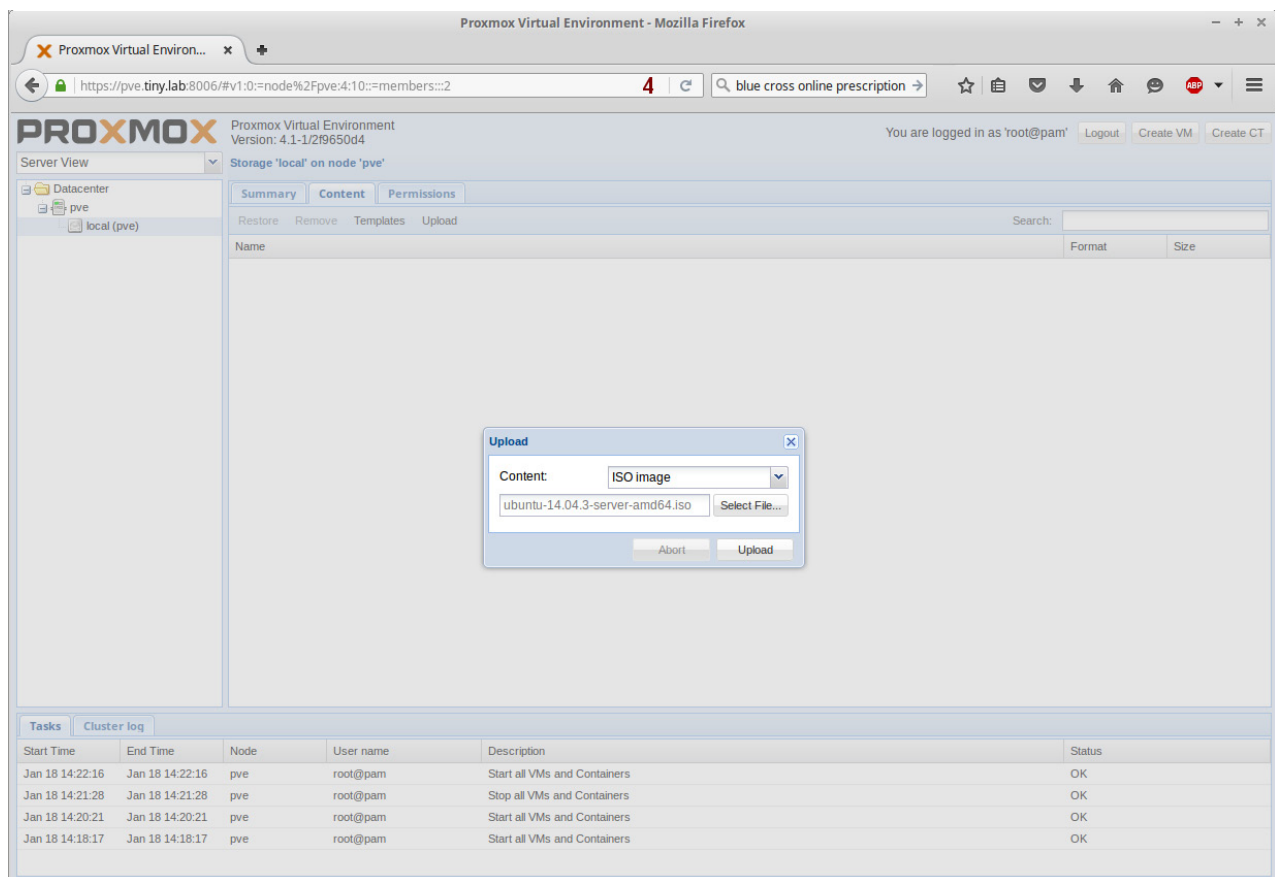 Proxmox Virtual Environment - Mozilla Firefox
Proxmox Virtual Environ...
https://pve.tiny.lab:8006/#v1:0:=node%2Fpve:4:10::=members:::2 4 blue cross online prescription ABP
PROXMOX Proxmox Virtual Environment
Version: 4.1-1/2f9650d4
You are logged in as 'root@pam' Logout Create VM Create CT
Server View Storage 'local' on node 'pve'
Datacenter Summary Content Permissions
pve
local (pve) Restore Remove Templates Upload Search:
Name Format Size
Upload
Content: ISO image
ubuntu-14.04.3-server-amd64.iso Select File...
Abort Upload
Tasks Cluster log
Start Time End Time Node User name Description Status
Jan 18 14:22:16 Jan 18 14:22:16 pve root@pam Start all VMs and Containers OK
Jan 18 14:21:28 Jan 18 14:21:28 pve root@pam Stop all VMs and Containers OK
Jan 18 14:20:21 Jan 18 14:20:21 pve root@pam Start all VMs and Containers OK
Jan 18 14:18:17 Jan 18 14:18:17 pve root@pam Start all VMs and Containers OK